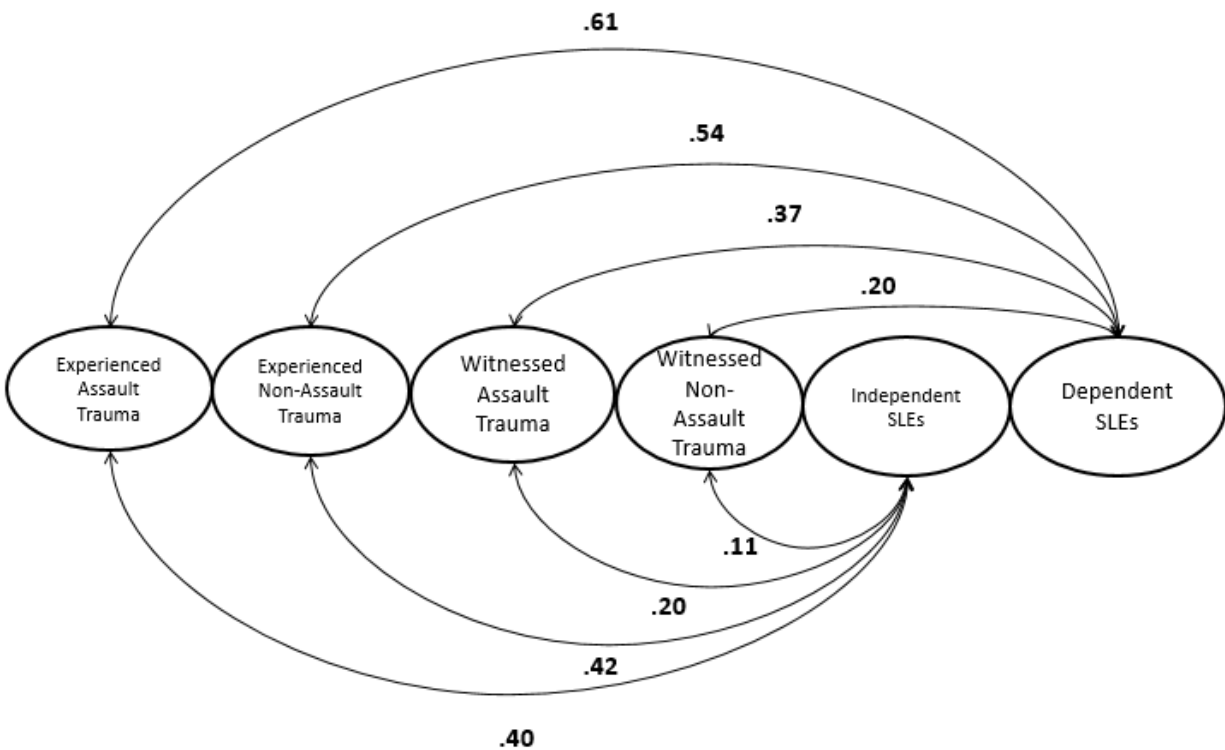 .61
.54
.37
.20
Experienced
Assault
Trauma
Experienced
Non-Assault
Trauma
Witnessed
Assault
Trauma
Witnessed
Non-
Assault
Trauma
Independent
SLEs
Dependent
SLEs
.11
.20
.42
.40